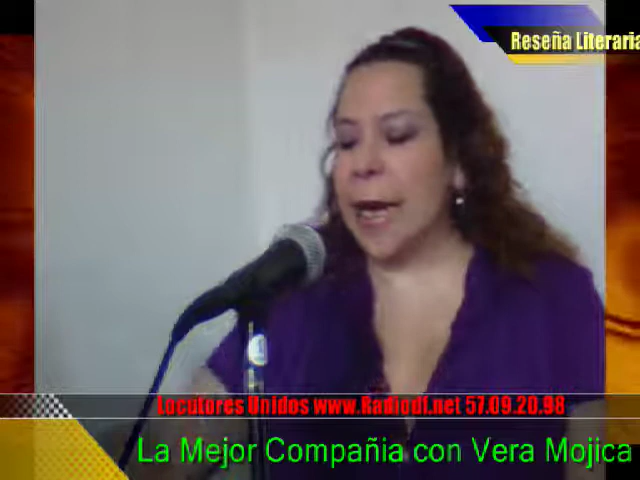 Reseña Literaria
Locutores Unidos www.Radiodf.net 57.09.20.98
La Mejor Compañia con Vera Mojica